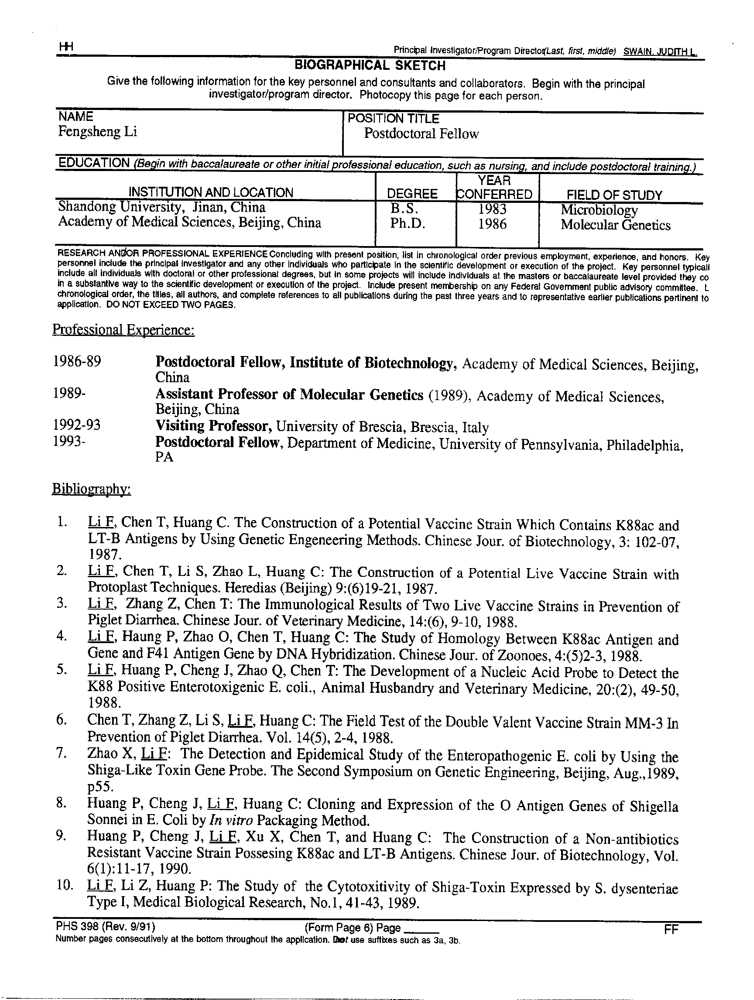 HH
Principal Investigator/Program Director(Last, first, middle) SWAIN, JUDITH L.
BIOGRAPHICAL SKETCH
Give the following information for the key personnel and consultants and collaborators. Begin with the principal
investigator/program director. Photocopy this page for each person.
NAME POSITION TITLE
Fengsheng Li Postdoctoral Fellow
EDUCATION (Begin with baccalaureate or other initial professional education, such as nursing, and include postdoctoral training.)
INSTITUTION AND LOCATION DEGREE YEAR CONFERRED FIELD OF STUDY
Shandong University, Jinan, China B.S. 1983 Microbiology
Academy of Medical Sciences, Beijing, China Ph.D. 1986 Molecular Genetics
RESEARCH AND/OR PROFESSIONAL EXPERIENCE Concluding with present position, list in chronological order previous employment, experience, and honors. Key
personnel include the principal investigator and any other individuals who participate in the scientific development or execution of the project. Key personnel typicall
include all individuals with doctoral or other professional degrees, but in some projects will include individuals at the masters or baccalaureate level provided they co
in a substantive way to the scientific development or execution of the project. Include present membership on any Federal Government public advisory committee. L
chronological order, the titles, all authors, and complete references to all publications during the past three years and to representative earlier publications pertinent to
application. DO NOT EXCEED TWO PAGES.
Professional Experience:
1986-89 Postdoctoral Fellow, Institute of Biotechnology, Academy of Medical Sciences, Beijing,
China
1989- Assistant Professor of Molecular Genetics (1989), Academy of Medical Sciences,
Beijing, China
1992-93 Visiting Professor, University of Brescia, Brescia, Italy
1993- Postdoctoral Fellow, Department of Medicine, University of Pennsylvania, Philadelphia,
PA
Bibliography:
1. Li F, Chen T, Huang C. The Construction of a Potential Vaccine Strain Which Contains K88ac and
LT-B Antigens by Using Genetic Engeneering Methods. Chinese Jour. of Biotechnology, 3: 102-07,
1987.
2. Li F, Chen T, Li S, Zhao L, Huang C: The Construction of a Potential Live Vaccine Strain with
Protoplast Techniques. Heredias (Beijing) 9:(6)19-21, 1987.
3. Li F, Zhang Z, Chen T: The Immunological Results of Two Live Vaccine Strains in Prevention of
Piglet Diarrhea. Chinese Jour. of Veterinary Medicine, 14:(6), 9-10, 1988.
4. Li F, Haung P, Zhao O, Chen T, Huang C: The Study of Homology Between K88ac Antigen and
Gene and F41 Antigen Gene by DNA Hybridization. Chinese Jour. of Zoonoes, 4:(5)2-3, 1988.
5. Li F, Huang P, Cheng J, Zhao Q, Chen T: The Development of a Nucleic Acid Probe to Detect the
K88 Positive Enterotoxigenic E. coli., Animal Husbandry and Veterinary Medicine, 20:(2), 49-50,
1988.
6. Chen T, Zhang Z, Li S, Li F, Huang C: The Field Test of the Double Valent Vaccine Strain MM-3 In
Prevention of Piglet Diarrhea. Vol. 14(5), 2-4, 1988.
7. Zhao X, Li F: The Detection and Epidemical Study of the Enteropathogenic E. coli by Using the
Shiga-Like Toxin Gene Probe. The Second Symposium on Genetic Engineering, Beijing, Aug.,1989,
p55.
8. Huang P, Cheng J, Li F, Huang C: Cloning and Expression of the O Antigen Genes of Shigella
Sonnei in E. Coli by In vitro Packaging Method.
9. Huang P, Cheng J, Li F, Xu X, Chen T, and Huang C: The Construction of a Non-antibiotics
Resistant Vaccine Strain Possesing K88ac and LT-B Antigens. Chinese Jour. of Biotechnology, Vol.
6(1):11-17, 1990.
10. Li F, Li Z, Huang P: The Study of the Cytotoxitivity of Shiga-Toxin Expressed by S. dysenteriae
Type I, Medical Biological Research, No.1, 41-43, 1989.
PHS 398 (Rev. 9/91) (Form Page 6) Page ______ FF
Number pages consecutively at the bottom throughout the application. use suffixes such as 3a, 3b.